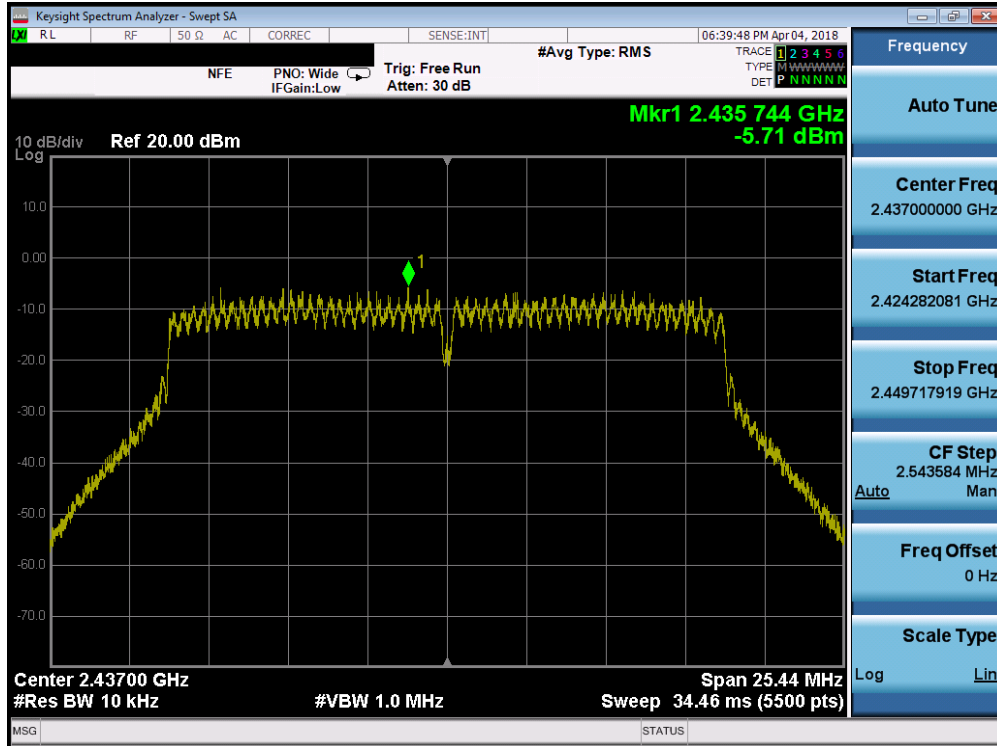 Keysight Spectrum Analyzer - Swept SA
LXI RL RF 50 Ω AC CORREC SENSE:INT 06:39:48 PM Apr 04, 2018
NFE PNO: Wide IFGain:Low Trig: Free Run Atten: 30 dB #Avg Type: RMS
TRACE 1 2 3 4 5 6
TYPE M WWWWW
DET P N N N N N
Mkr1 2.435 744 GHz
-5.71 dBm
10 dB/div Ref 20.00 dBm
Log
10.0
0.00
1
-10.0
-20.0
-30.0
-40.0
-50.0
-60.0
-70.0
Center 2.43700 GHz Span 25.44 MHz
#Res BW 10 kHz #VBW 1.0 MHz Sweep 34.46 ms (5500 pts)
MSG STATUS
Frequency
Auto Tune
Center Freq
2.437000000 GHz
Start Freq
2.424282081 GHz
Stop Freq
2.449717919 GHz
CF Step
2.543584 MHz
Auto Man
Freq Offset
0 Hz
Scale Type
Log Lin